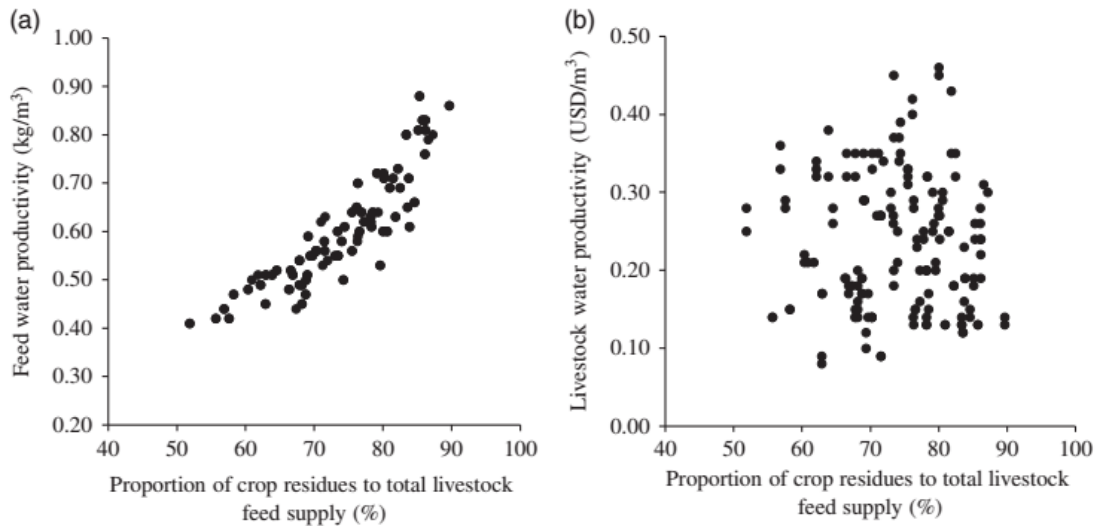 (a)
1.00
0.90
0.80
0.70
0.60
0.50
0.40
0.30
0.20
Feed water productivity (kg/m³)
40 50 60 70 80 90 100
Proportion of crop residues to total livestock
feed supply (%)
(b)
0.50
0.40
0.30
0.20
0.10
0.00
Livestock water productivity (USD/m³)
40 50 60 70 80 90 100
Proportion of crop residues to total livestock
feed supply (%)